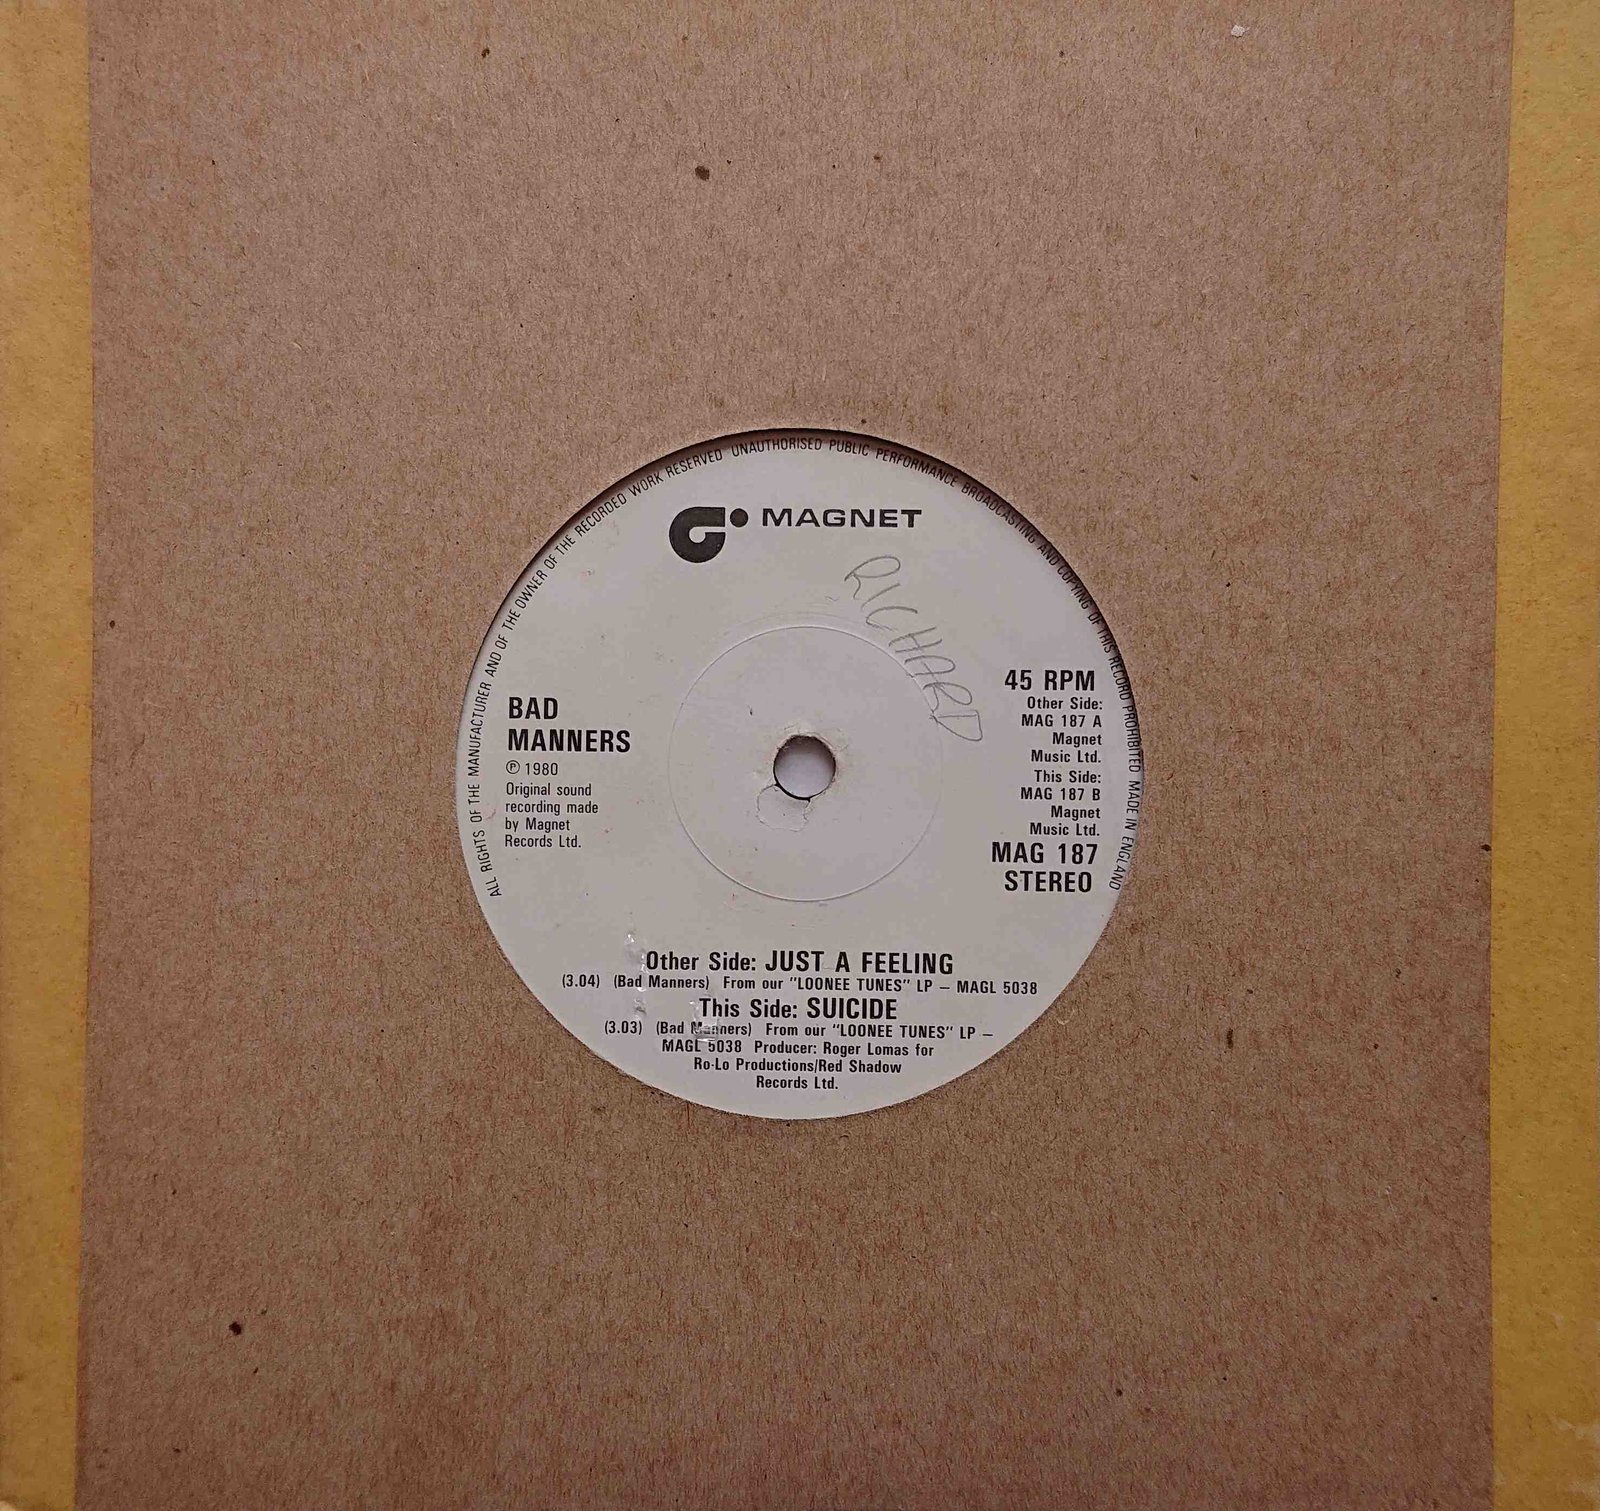 ALL RIGHTS OF THE MANUFACTURER AND OF THE OWNER OF THE RECORDED WORK RESERVED UNAUTHORISED PUBLIC PERFORMANCE BROADCASTING AND COPYING OF THIS RECORD PROHIBITED MADE IN ENGLAND
MAGNET
RICHARD
BAD
MANNERS
℗ 1980
Original sound
recording made
by Magnet
Records Ltd.
45 RPM
Other Side:
MAG 187 A
Magnet
Music Ltd.
This Side:
MAG 187 B
Magnet
Music Ltd.
MAG 187
STEREO
Other Side: JUST A FEELING
(3.04) (Bad Manners) From our "LOONEE TUNES" LP – MAGL 5038
This Side: SUICIDE
(3.03) (Bad Manners) From our "LOONEE TUNES" LP –
MAGL 5038 Producer: Roger Lomas for
Ro-Lo Productions/Red Shadow
Records Ltd.